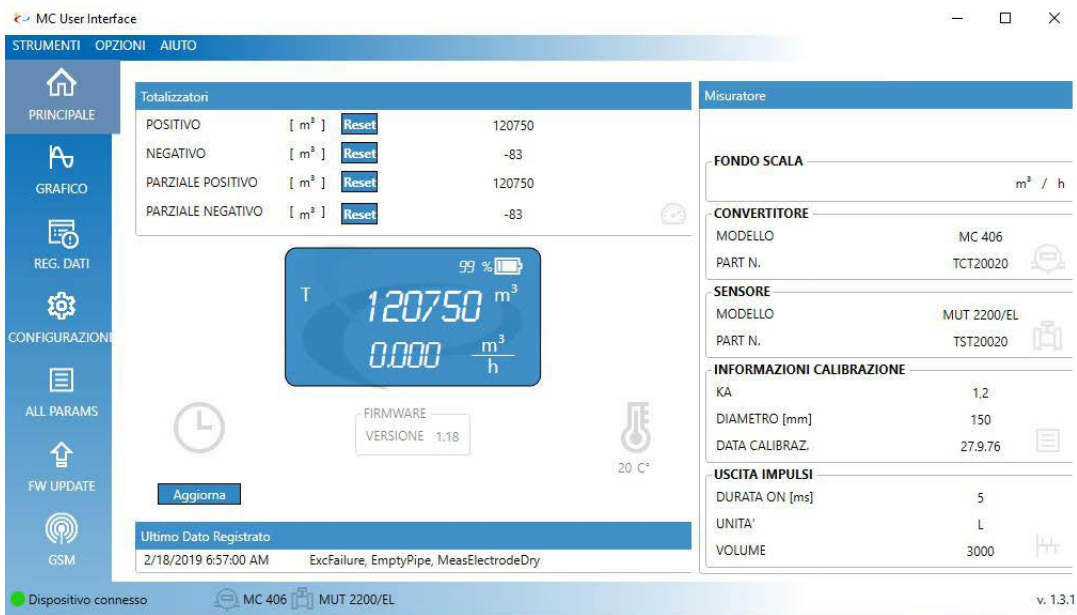 MC User Interface
STRUMENTI OPZIONI AIUTO
PRINCIPALE
GRAFICO
REG. DATI
CONFIGURAZIONE
ALL PARAMS
FW UPDATE
GSM
Totalizzatori
POSITIVO [ m³ ] Reset 120750
NEGATIVO [ m³ ] Reset -83
PARZIALE POSITIVO [ m³ ] Reset 120750
PARZIALE NEGATIVO [ m³ ] Reset -83
99 %
T 120750 m³
0.000 m³/h
FIRMWARE
VERSIONE 1.18
20 C°
Aggiorna
Ultimo Dato Registrato
2/18/2019 6:57:00 AM ExcFailure, EmptyPipe, MeasElectrodeDry
Misuratore
FONDO SCALA
m³ / h
CONVERTITORE
MODELLO MC 406
PART N. TCT20020
SENSORE
MODELLO MUT 2200/EL
PART N. TST20020
INFORMAZIONI CALIBRAZIONE
KA 1,2
DIAMETRO [mm] 150
DATA CALIBRAZ. 27.9.76
USCITA IMPULSI
DURATA ON [ms] 5
UNITA' L
VOLUME 3000
Dispositivo connesso MC 406 MUT 2200/EL v. 1.3.1